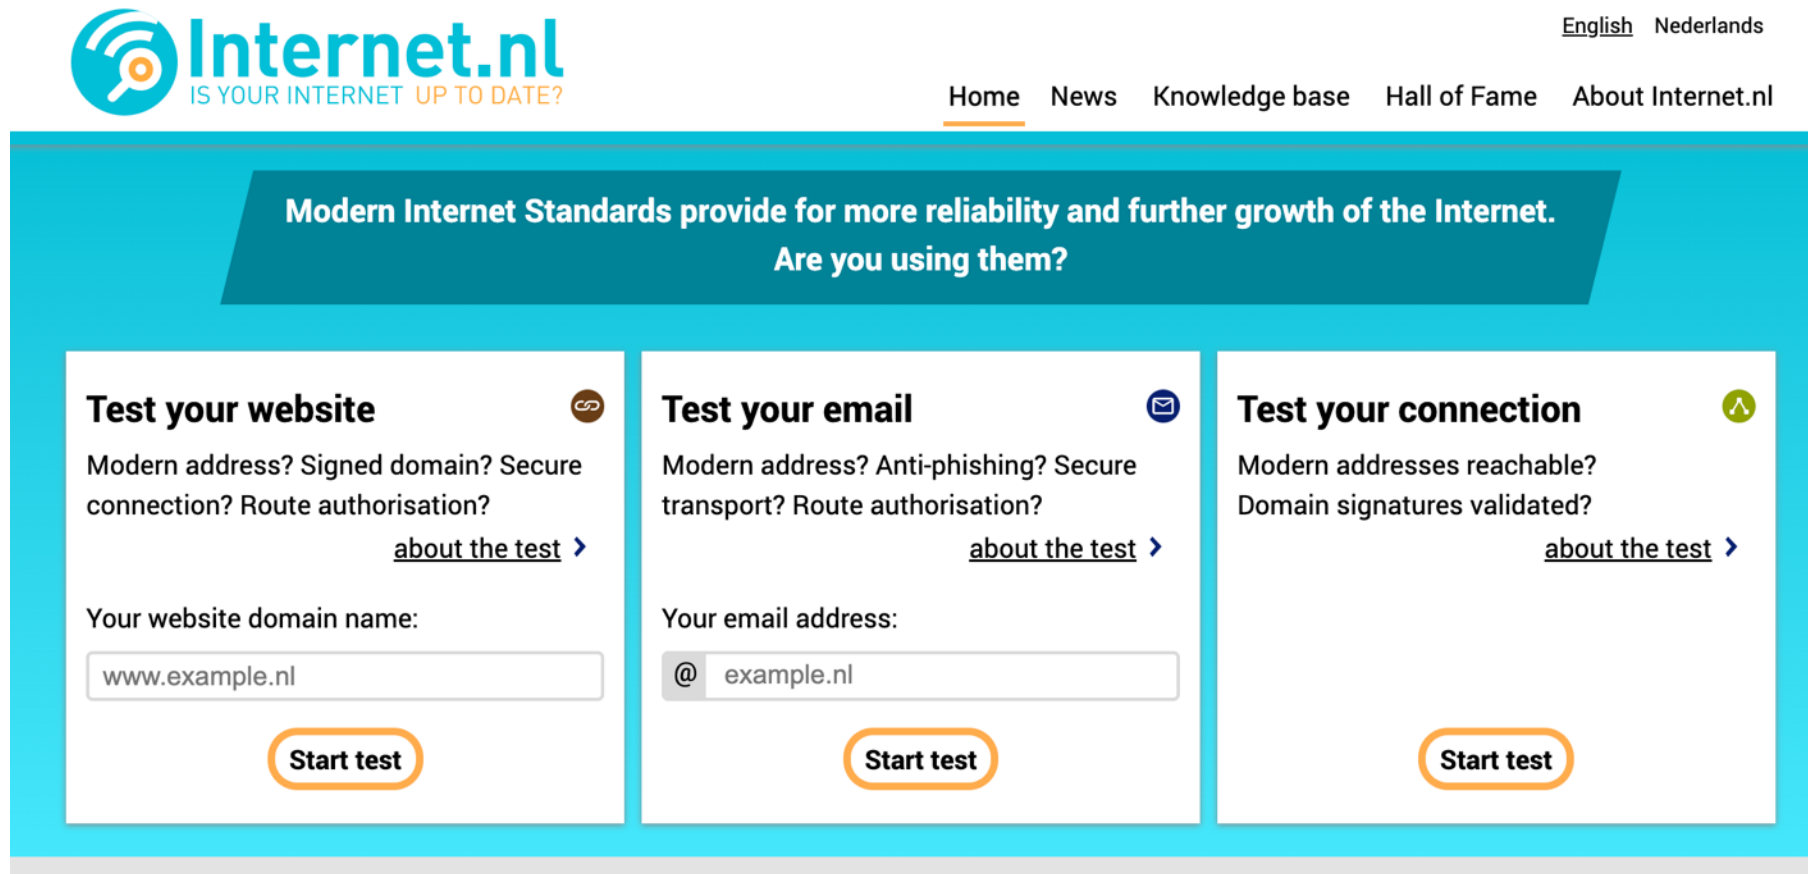 Internet.nl
IS YOUR INTERNET UP TO DATE?
English Nederlands
Home News Knowledge base Hall of Fame About Internet.nl
Modern Internet Standards provide for more reliability and further growth of the Internet.
Are you using them?
Test your website
Modern address? Signed domain? Secure
connection? Route authorisation?
about the test
Your website domain name:
www.example.nl
Start test
Test your email
Modern address? Anti-phishing? Secure
transport? Route authorisation?
about the test
Your email address:
@ example.nl
Start test
Test your connection
Modern addresses reachable?
Domain signatures validated?
about the test
Start test